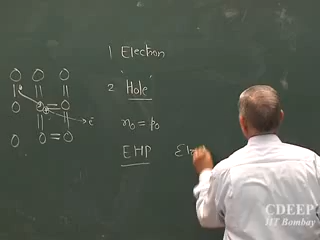 1 Electron
2 'Hole'
n₀ = p₀
EHP
ē
CDEEP
IIT Bombay